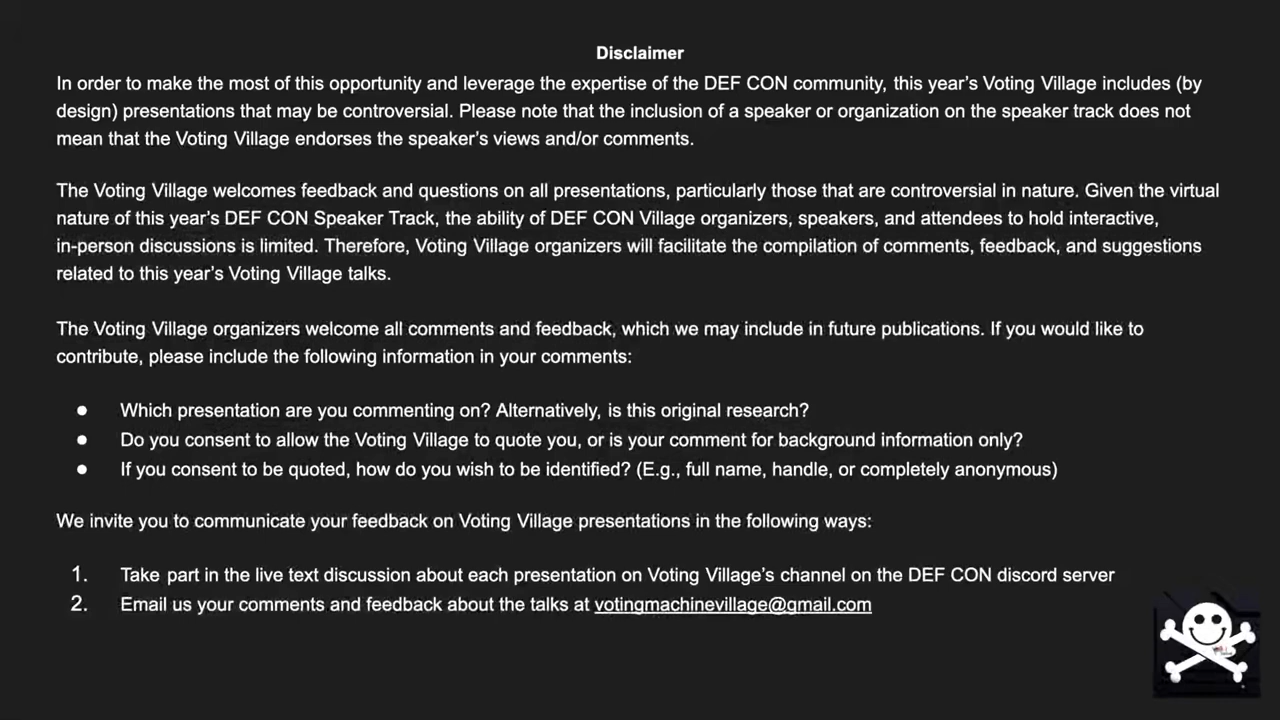 Disclaimer
In order to make the most of this opportunity and leverage the expertise of the DEF CON community, this year's Voting Village includes (by
design) presentations that may be controversial. Please note that the inclusion of a speaker or organization on the speaker track does not
mean that the Voting Village endorses the speaker's views and/or comments.
The Voting Village welcomes feedback and questions on all presentations, particularly those that are controversial in nature. Given the virtual
nature of this year's DEF CON Speaker Track, the ability of DEF CON Village organizers, speakers, and attendees to hold interactive,
in-person discussions is limited. Therefore, Voting Village organizers will facilitate the compilation of comments, feedback, and suggestions
related to this year's Voting Village talks.
The Voting Village organizers welcome all comments and feedback, which we may include in future publications. If you would like to
contribute, please include the following information in your comments:
● Which presentation are you commenting on? Alternatively, is this original research?
● Do you consent to allow the Voting Village to quote you, or is your comment for background information only?
● If you consent to be quoted, how do you wish to be identified? (E.g., full name, handle, or completely anonymous)
We invite you to communicate your feedback on Voting Village presentations in the following ways:
1. Take part in the live text discussion about each presentation on Voting Village's channel on the DEF CON discord server
2. Email us your comments and feedback about the talks at votingmachinevillage@gmail.com